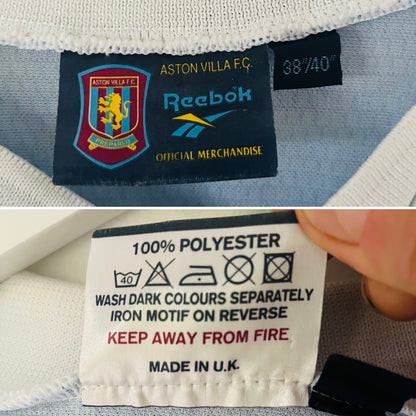 ASTON VILLA F.C.
PREPARED
ASTON VILLA F.C.
Reebok
OFFICIAL MERCHANDISE
38"/40"
100% POLYESTER
40
WASH DARK COLOURS SEPARATELY
IRON MOTIF ON REVERSE
KEEP AWAY FROM FIRE
MADE IN U.K.